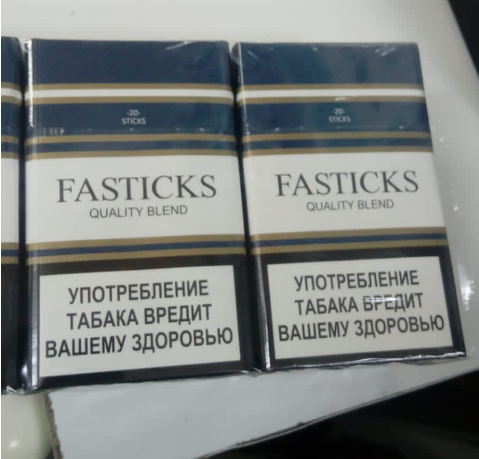 -20-
STICKS
FASTICKS
QUALITY BLEND
УПОТРЕБЛЕНИЕ
ТАБАКА ВРЕДИТ
ВАШЕМУ ЗДОРОВЬЮ
-20-
STICKS
FASTICKS
QUALITY BLEND
УПОТРЕБЛЕНИЕ
ТАБАКА ВРЕДИТ
ВАШЕМУ ЗДОРОВЬЮ